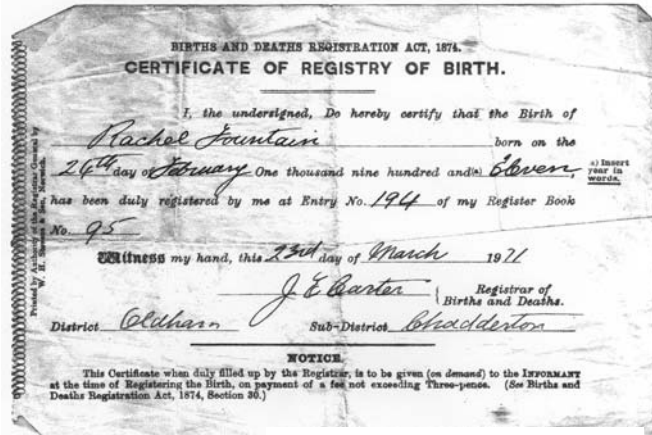 BIRTHS AND DEATHS REGISTRATION ACT, 1874.
CERTIFICATE OF REGISTRY OF BIRTH.
I, the undersigned, Do hereby certify that the Birth of
Rachel Fountain born on the
26th day of February One thousand nine hundred and (a) Eleven,
(a) Insert
year in
words.
has been duly registered by me at Entry No. 194 of my Register Book
No. 95
Witness my hand, this 23rd day of March 1911
J E Carter { Registrar of
Births and Deaths.
District Oldham Sub-District Chadderton
NOTICE.
This Certificate when duly filled up by the Registrar, is to be given (on demand) to the INFORMANT
at the time of Registering the Birth, on payment of a fee not exceeding Three-pence. (See Births and
Deaths Registration Act, 1874, Section 30.)
Printed by Authority of the Registrar General by
W. H. & Norwich.